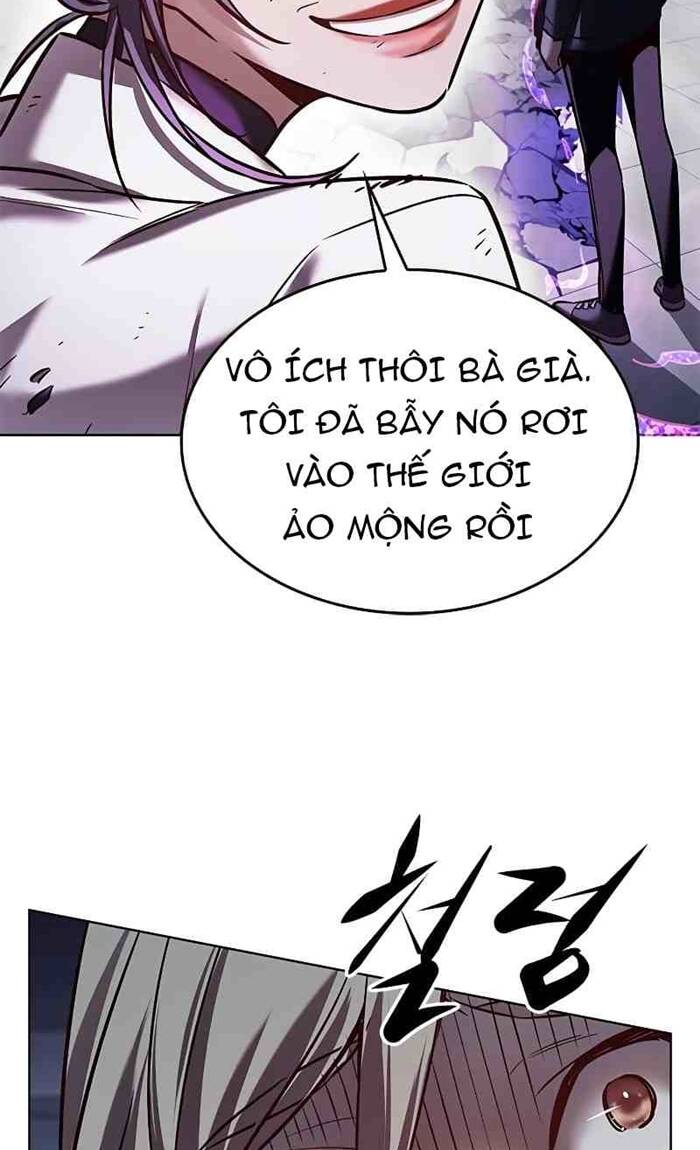 VÔ ÍCH THÔI BÀ GIÀ.
TÔI ĐÃ BẪY NÓ RƠI
VÀO THẾ GIỚI
ẢO MỘNG RỒI
철렁